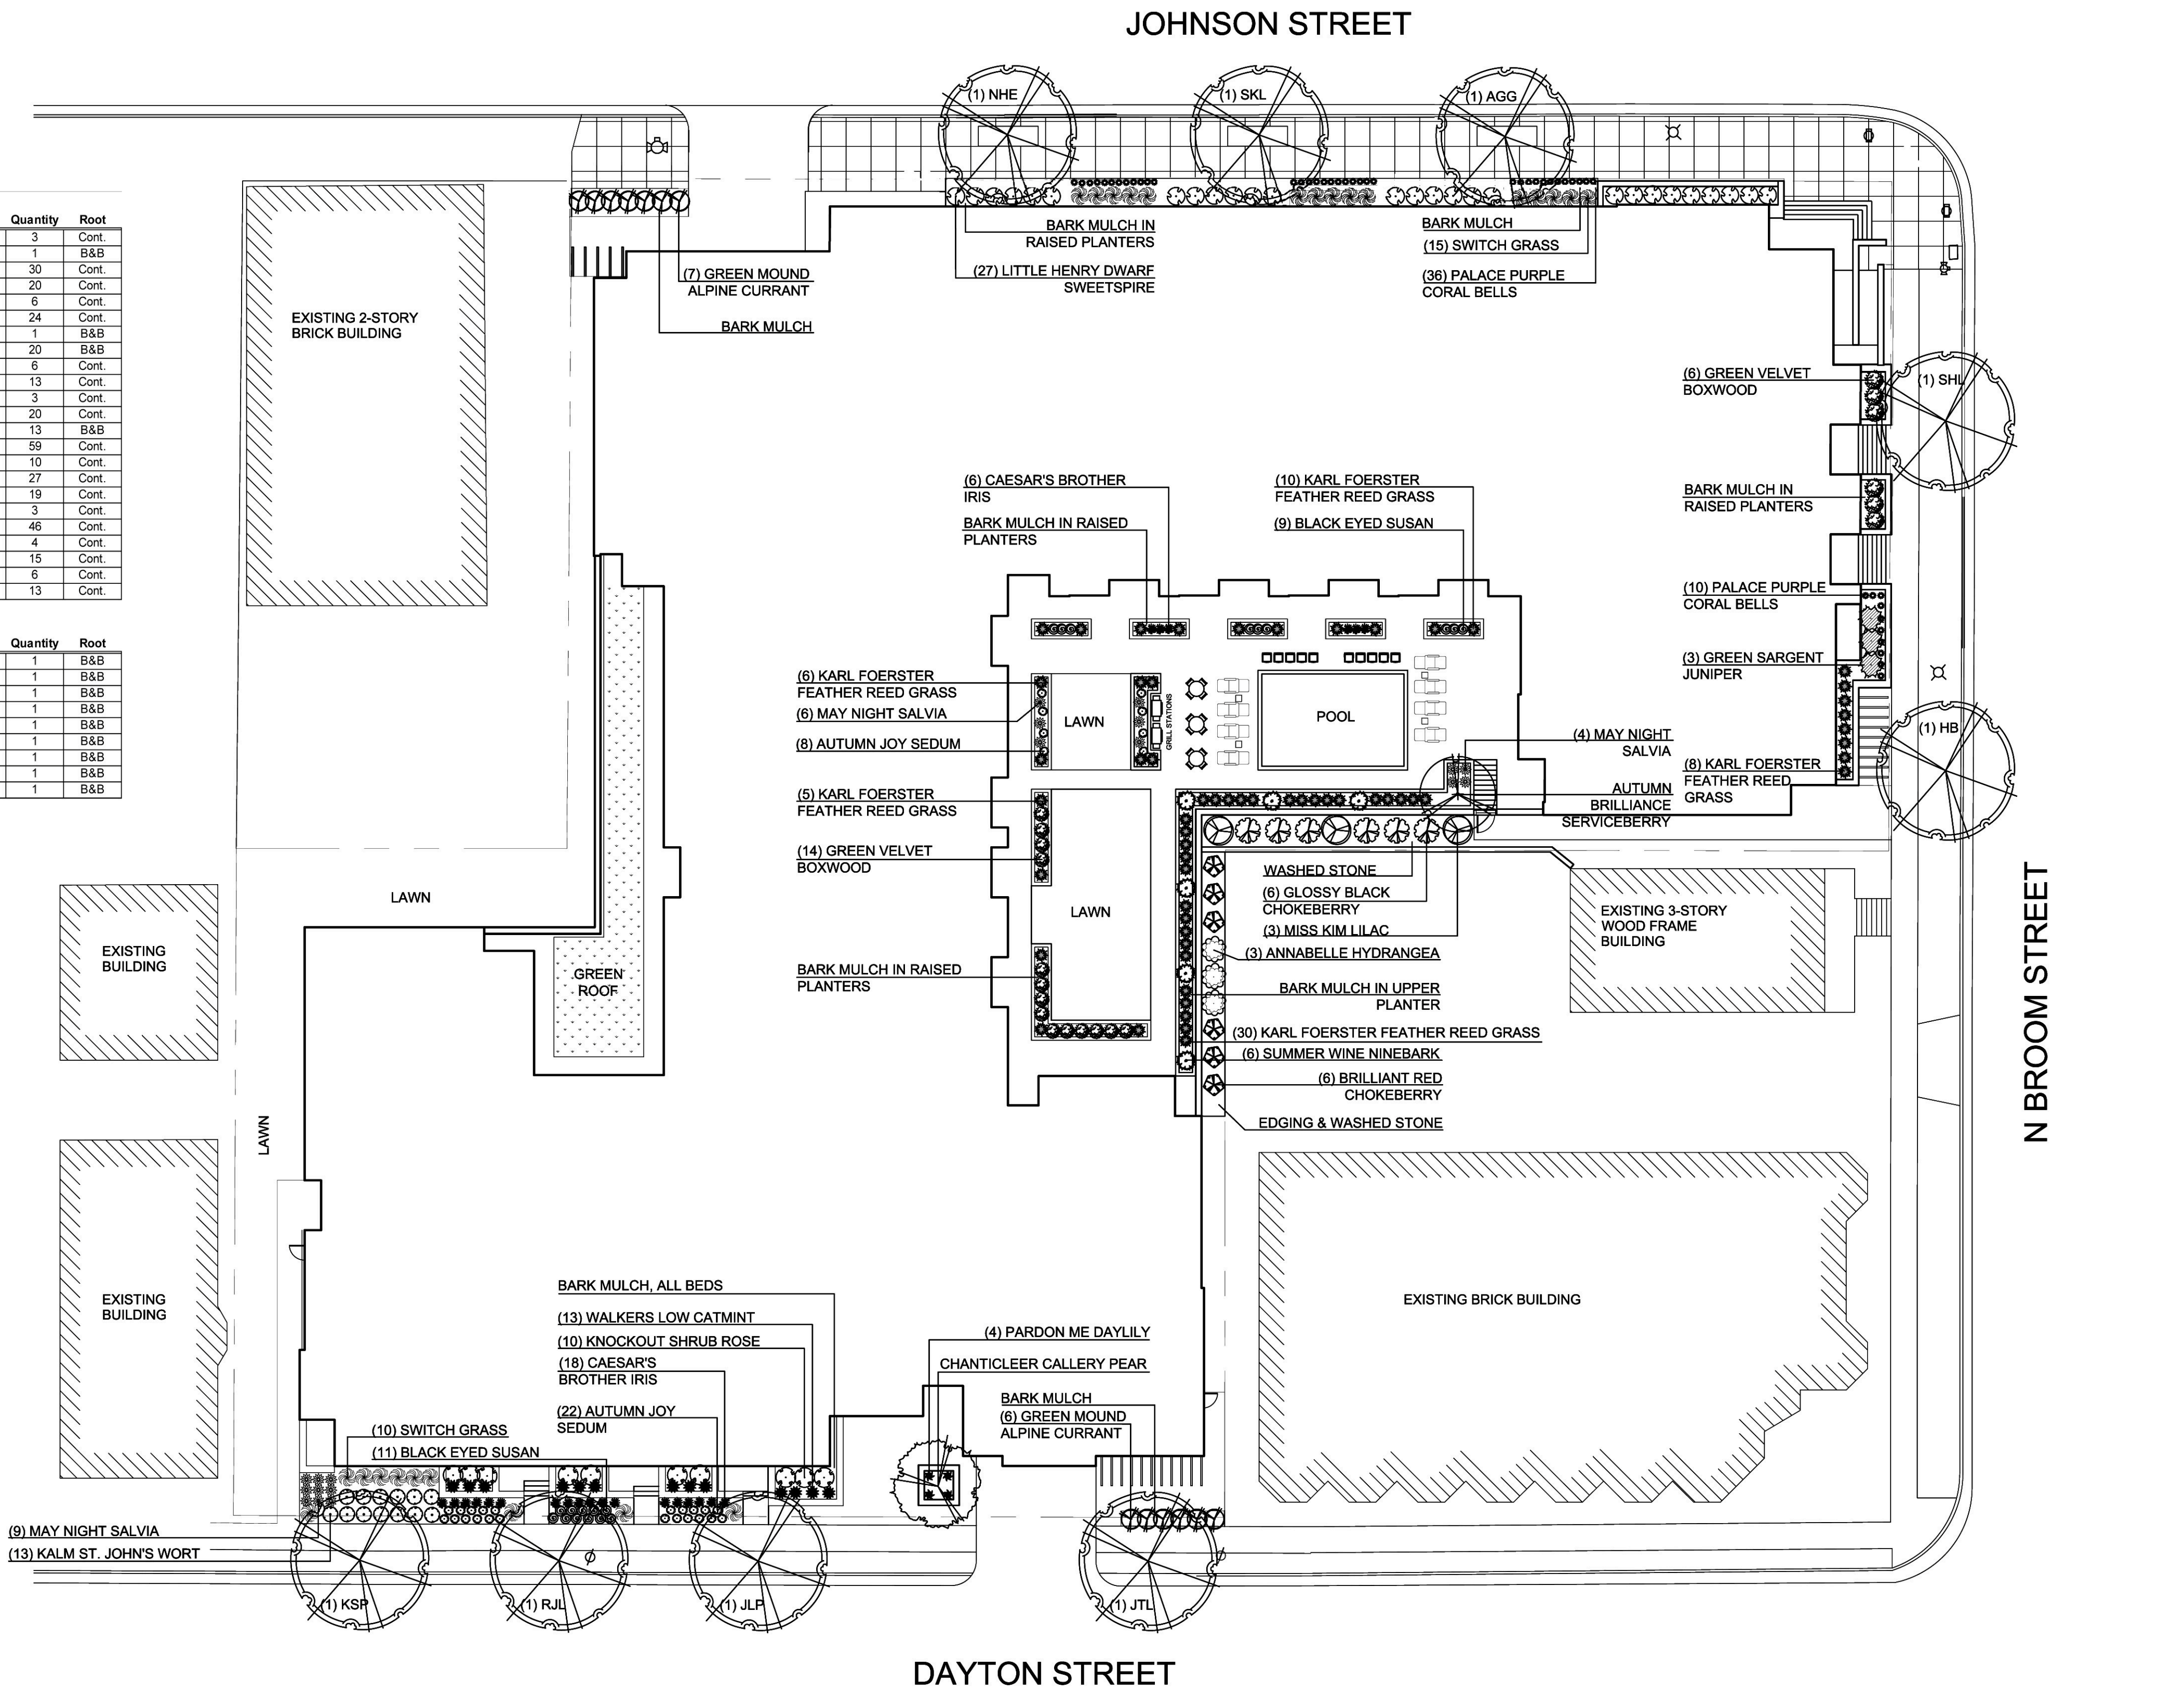 JOHNSON STREET
(1) NHE
(1) SKL
(1) AGG
Quantity Root
3 Cont.
1 B&B
30 Cont.
20 Cont.
6 Cont.
24 Cont.
1 B&B
20 B&B
6 Cont.
13 Cont.
3 Cont.
20 Cont.
13 B&B
59 Cont.
10 Cont.
27 Cont.
19 Cont.
3 Cont.
46 Cont.
4 Cont.
15 Cont.
6 Cont.
13 Cont.
Quantity Root
1 B&B
1 B&B
1 B&B
1 B&B
1 B&B
1 B&B
1 B&B
1 B&B
1 B&B
EXISTING 2-STORY
BRICK BUILDING
(7) GREEN MOUND
ALPINE CURRANT
BARK MULCH
BARK MULCH IN
RAISED PLANTERS
(27) LITTLE HENRY DWARF
SWEETSPIRE
BARK MULCH
(15) SWITCH GRASS
(36) PALACE PURPLE
CORAL BELLS
(6) GREEN VELVET
BOXWOOD
(1) SHL
BARK MULCH IN
RAISED PLANTERS
(10) PALACE PURPLE
CORAL BELLS
(3) GREEN SARGENT
JUNIPER
(1) HB
(8) KARL FOERSTER
FEATHER REED
GRASS
(6) CAESAR'S BROTHER
IRIS
BARK MULCH IN RAISED
PLANTERS
(10) KARL FOERSTER
FEATHER REED GRASS
(9) BLACK EYED SUSAN
(6) KARL FOERSTER
FEATHER REED GRASS
(6) MAY NIGHT SALVIA
(8) AUTUMN JOY SEDUM
LAWN
GRILL STATIONS
POOL
(4) MAY NIGHT
SALVIA
AUTUMN
BRILLIANCE
SERVICEBERRY
(5) KARL FOERSTER
FEATHER REED GRASS
(14) GREEN VELVET
BOXWOOD
LAWN
BARK MULCH IN RAISED
PLANTERS
WASHED STONE
(6) GLOSSY BLACK
CHOKEBERRY
(3) MISS KIM LILAC
(3) ANNABELLE HYDRANGEA
BARK MULCH IN UPPER
PLANTER
(30) KARL FOERSTER FEATHER REED GRASS
(6) SUMMER WINE NINEBARK
(6) BRILLIANT RED
CHOKEBERRY
EDGING & WASHED STONE
EXISTING 3-STORY
WOOD FRAME
BUILDING
N BROOM STREET
LAWN
GREEN
ROOF
EXISTING
BUILDING
LAWN
EXISTING
BUILDING
EXISTING BRICK BUILDING
BARK MULCH, ALL BEDS
(13) WALKERS LOW CATMINT
(10) KNOCKOUT SHRUB ROSE
(18) CAESAR'S
BROTHER IRIS
(22) AUTUMN JOY
SEDUM
(10) SWITCH GRASS
(11) BLACK EYED SUSAN
(4) PARDON ME DAYLILY
CHANTICLEER CALLERY PEAR
BARK MULCH
(6) GREEN MOUND
ALPINE CURRANT
(9) MAY NIGHT SALVIA
(13) KALM ST. JOHN'S WORT
(1) KSP
(1) RJL
(1) JLP
(1) JTL
DAYTON STREET